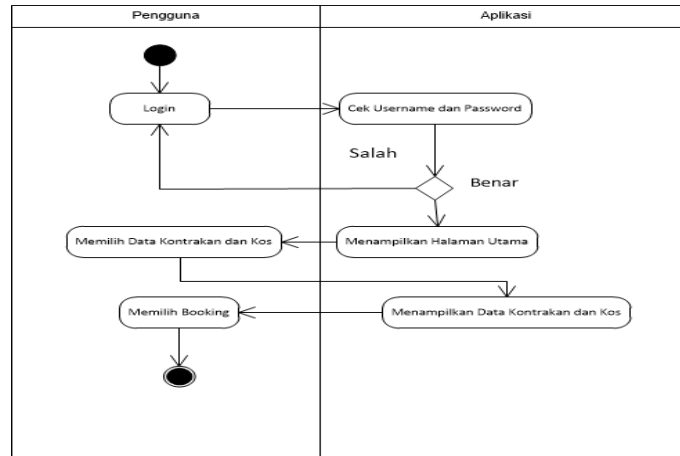 Pengguna
Aplikasi
Login
Cek Username dan Password
Salah
Benar
Memilih Data Kontrakan dan Kos
Menampilkan Halaman Utama
Memilih Booking
Menampilkan Data Kontrakan dan Kos